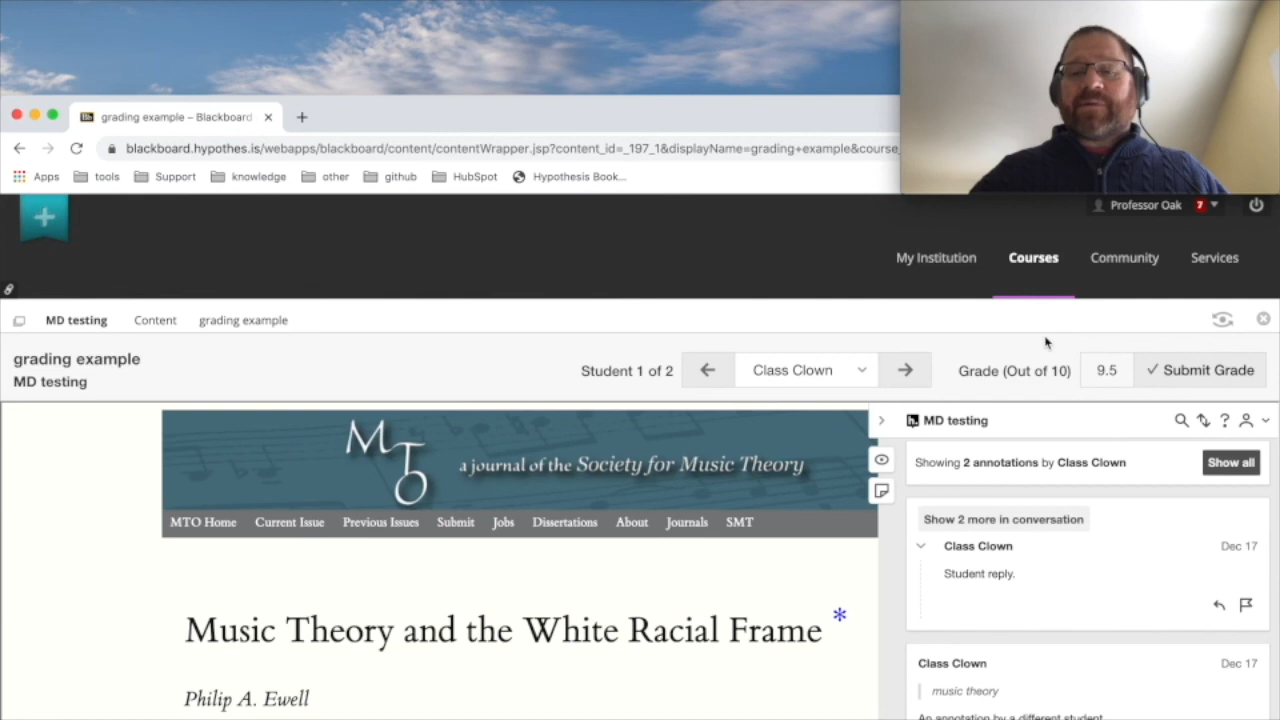 grading example – Blackboard
blackboard.hypothes.is/webapps/blackboard/content/contentWrapper.jsp?content_id=_197_1&displayName=grading+example&course_
Apps tools Support knowledge other github HubSpot Hypothesis Book...
Professor Oak 7
My Institution Courses Community Services
MD testing Content grading example
grading example
MD testing
Student 1 of 2 Class Clown Grade (Out of 10) 9.5 Submit Grade
MTO
a journal of the Society for Music Theory
MTO Home Current Issue Previous Issues Submit Jobs Dissertations About Journals SMT
Music Theory and the White Racial Frame *
Philip A. Ewell
MD testing
Showing 2 annotations by Class Clown Show all
Show 2 more in conversation
Class Clown Dec 17
Student reply.
Class Clown Dec 17
music theory
An annotation by a different student